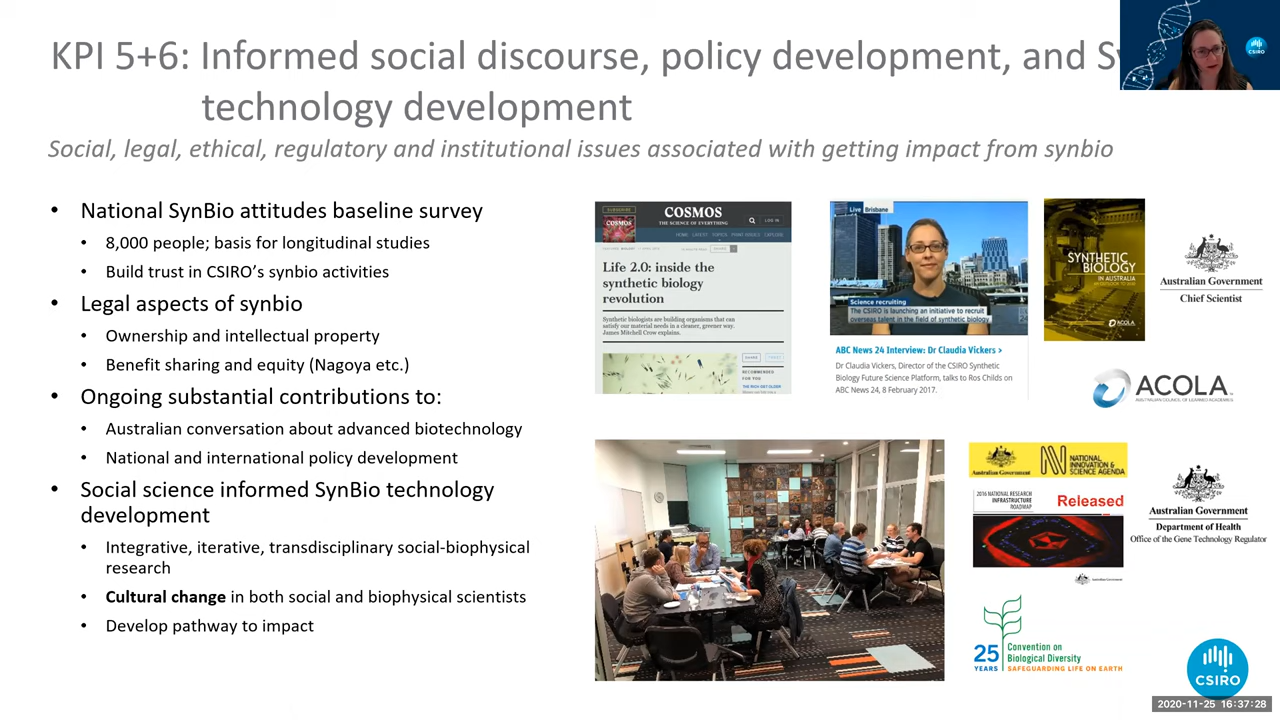 KPI 5+6: Informed social discourse, policy development, and Sy
technology development
CSIRO
Social, legal, ethical, regulatory and institutional issues associated with getting impact from synbio
• National SynBio attitudes baseline survey
• 8,000 people; basis for longitudinal studies
• Build trust in CSIRO's synbio activities
• Legal aspects of synbio
• Ownership and intellectual property
• Benefit sharing and equity (Nagoya etc.)
• Ongoing substantial contributions to:
• Australian conversation about advanced biotechnology
• National and international policy development
• Social science informed SynBio technology
development
• Integrative, iterative, transdisciplinary social-biophysical
research
• Cultural change in both social and biophysical scientists
• Develop pathway to impact
SUBSCRIBE
COSMOS
COSMOS
THE SCIENCE OF EVERYTHING
LOG IN
HOME LATEST TOPICS PRINT ISSUES EXPLORE
SHARE
Life 2.0: inside the
synthetic biology
revolution
Synthetic biologists are building organisms that can
satisfy our material needs in a cleaner, greener way.
James Mitchell Crow explains.
SHARE
TWEET
RECOMMENDED
FOR YOU
Live Brisbane
Science recruiting
The CSIRO is launching an initiative to recruit
overseas talent in the field of synthetic biology
ABC News 24 Interview: Dr Claudia Vickers >
Dr Claudia Vickers, Director of the CSIRO Synthetic
Biology Future Science Platform, talks to Ros Childs on
ABC News 24, 8 February 2017.
SYNTHETIC
BIOLOGY
IN AUSTRALIA
ACOLA
Australian Government
Chief Scientist
ACOLA
AUSTRALIAN COUNCIL OF LEARNED ACADEMIES
Australian Government
NATIONAL
INNOVATION &
SCIENCE AGENDA
2016 NATIONAL RESEARCH
INFRASTRUCTURE
ROADMAP
Released
Australian Government
Australian Government
Department of Health
Office of the Gene Technology Regulator
25
YEARS
Convention on
Biological Diversity
SAFEGUARDING LIFE ON EARTH
CSIRO
2020-11-25 16:37:28